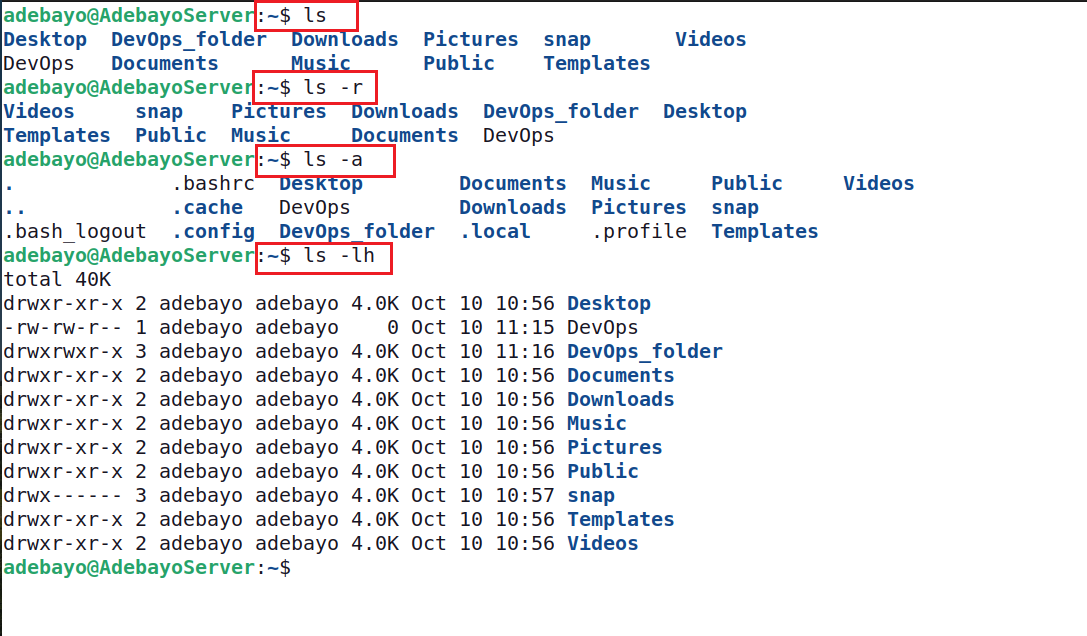 adebayo@AdebayoServer:~$ ls
Desktop  DevOps_folder  Downloads  Pictures  snap       Videos
DevOps   Documents      Music      Public    Templates
adebayo@AdebayoServer:~$ ls -r
Videos     snap    Pictures  Downloads  DevOps_folder  Desktop
Templates  Public  Music     Documents  DevOps
adebayo@AdebayoServer:~$ ls -a
.             .bashrc  Desktop        Documents  Music     Public     Videos
..            .cache   DevOps         Downloads  Pictures  snap
.bash_logout  .config  DevOps_folder  .local     .profile  Templates
adebayo@AdebayoServer:~$ ls -lh
total 40K
drwxr-xr-x 2 adebayo adebayo 4.0K Oct 10 10:56 Desktop
-rw-rw-r-- 1 adebayo adebayo    0 Oct 10 11:15 DevOps
drwxrwxr-x 3 adebayo adebayo 4.0K Oct 10 11:16 DevOps_folder
drwxr-xr-x 2 adebayo adebayo 4.0K Oct 10 10:56 Documents
drwxr-xr-x 2 adebayo adebayo 4.0K Oct 10 10:56 Downloads
drwxr-xr-x 2 adebayo adebayo 4.0K Oct 10 10:56 Music
drwxr-xr-x 2 adebayo adebayo 4.0K Oct 10 10:56 Pictures
drwxr-xr-x 2 adebayo adebayo 4.0K Oct 10 10:56 Public
drwx------ 3 adebayo adebayo 4.0K Oct 10 10:57 snap
drwxr-xr-x 2 adebayo adebayo 4.0K Oct 10 10:56 Templates
drwxr-xr-x 2 adebayo adebayo 4.0K Oct 10 10:56 Videos
adebayo@AdebayoServer:~$